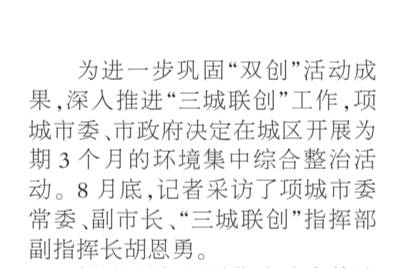 为进一步巩固“双创”活动成
果,深入推进“三城联创”工作,项
城市委、市政府决定在城区开展为
期3个月的环境集中综合整治活
动。8月底,记者采访了项城市委
常委、副市长、“三城联创”指挥部
副指挥长胡恩勇。